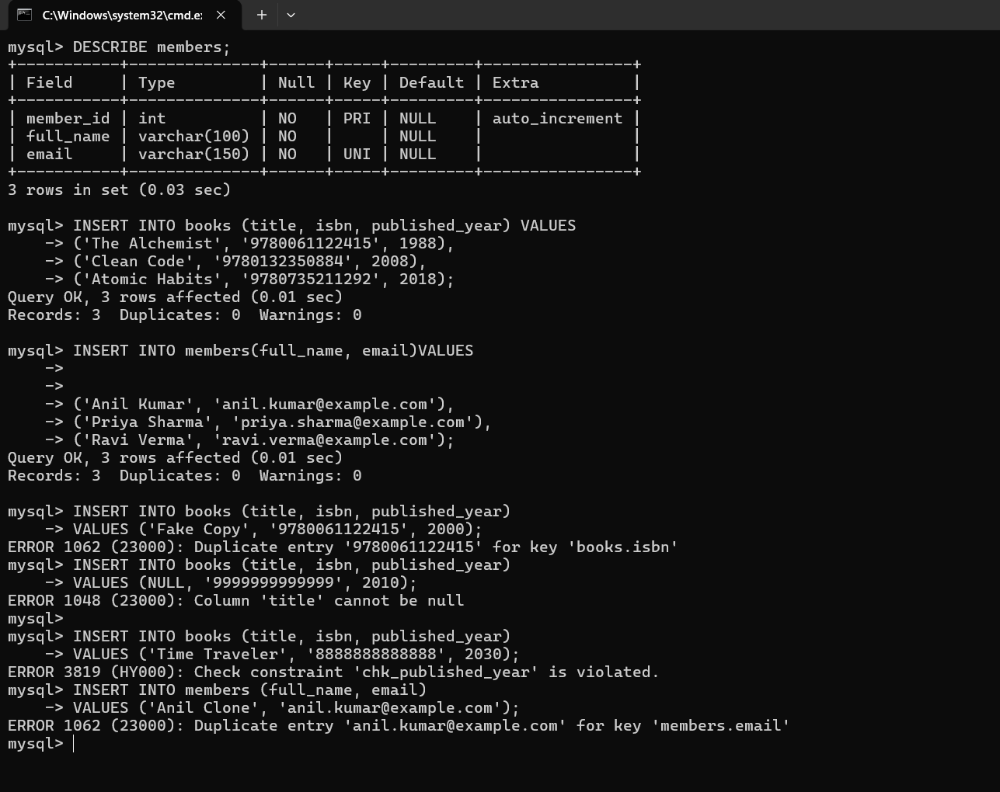 C:\Windows\system32\cmd.e:
mysql> DESCRIBE members;
+-----------+--------------+------+-----+---------+----------------+
| Field     | Type         | Null | Key | Default | Extra          |
+-----------+--------------+------+-----+---------+----------------+
| member_id | int          | NO   | PRI | NULL    | auto_increment |
| full_name | varchar(100) | NO   |     | NULL    |                |
| email     | varchar(150) | NO   | UNI | NULL    |                |
+-----------+--------------+------+-----+---------+----------------+
3 rows in set (0.03 sec)

mysql> INSERT INTO books (title, isbn, published_year) VALUES
    -> ('The Alchemist', '9780061122415', 1988),
    -> ('Clean Code', '9780132350884', 2008),
    -> ('Atomic Habits', '9780735211292', 2018);
Query OK, 3 rows affected (0.01 sec)
Records: 3  Duplicates: 0  Warnings: 0

mysql> INSERT INTO members(full_name, email)VALUES
    ->
    ->
    -> ('Anil Kumar', 'anil.kumar@example.com'),
    -> ('Priya Sharma', 'priya.sharma@example.com'),
    -> ('Ravi Verma', 'ravi.verma@example.com');
Query OK, 3 rows affected (0.01 sec)
Records: 3  Duplicates: 0  Warnings: 0

mysql> INSERT INTO books (title, isbn, published_year)
    -> VALUES ('Fake Copy', '9780061122415', 2000);
ERROR 1062 (23000): Duplicate entry '9780061122415' for key 'books.isbn'
mysql> INSERT INTO books (title, isbn, published_year)
    -> VALUES (NULL, '9999999999999', 2010);
ERROR 1048 (23000): Column 'title' cannot be null
mysql>
mysql> INSERT INTO books (title, isbn, published_year)
    -> VALUES ('Time Traveler', '8888888888888', 2030);
ERROR 3819 (HY000): Check constraint 'chk_published_year' is violated.
mysql> INSERT INTO members (full_name, email)
    -> VALUES ('Anil Clone', 'anil.kumar@example.com');
ERROR 1062 (23000): Duplicate entry 'anil.kumar@example.com' for key 'members.email'
mysql>